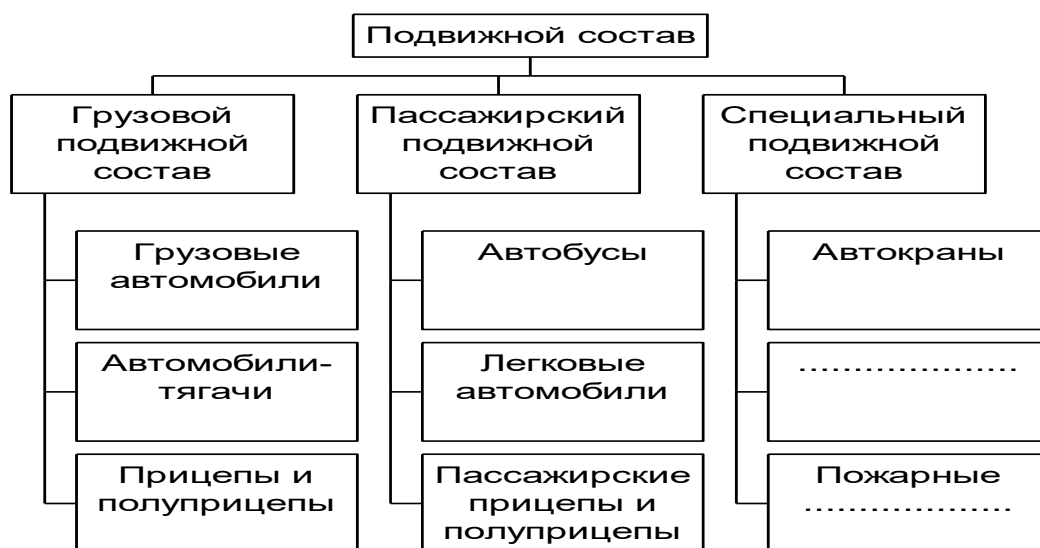 Подвижной состав
Грузовой
подвижной
состав
Грузовые
автомобили
Автомобили-
тягачи
Прицепы и
полуприцепы
Пассажирский
подвижной
состав
Автобусы
Легковые
автомобили
Пассажирские
прицепы и
полуприцепы
Специальный
подвижной
состав
Автокраны
....................
Пожарные
...................